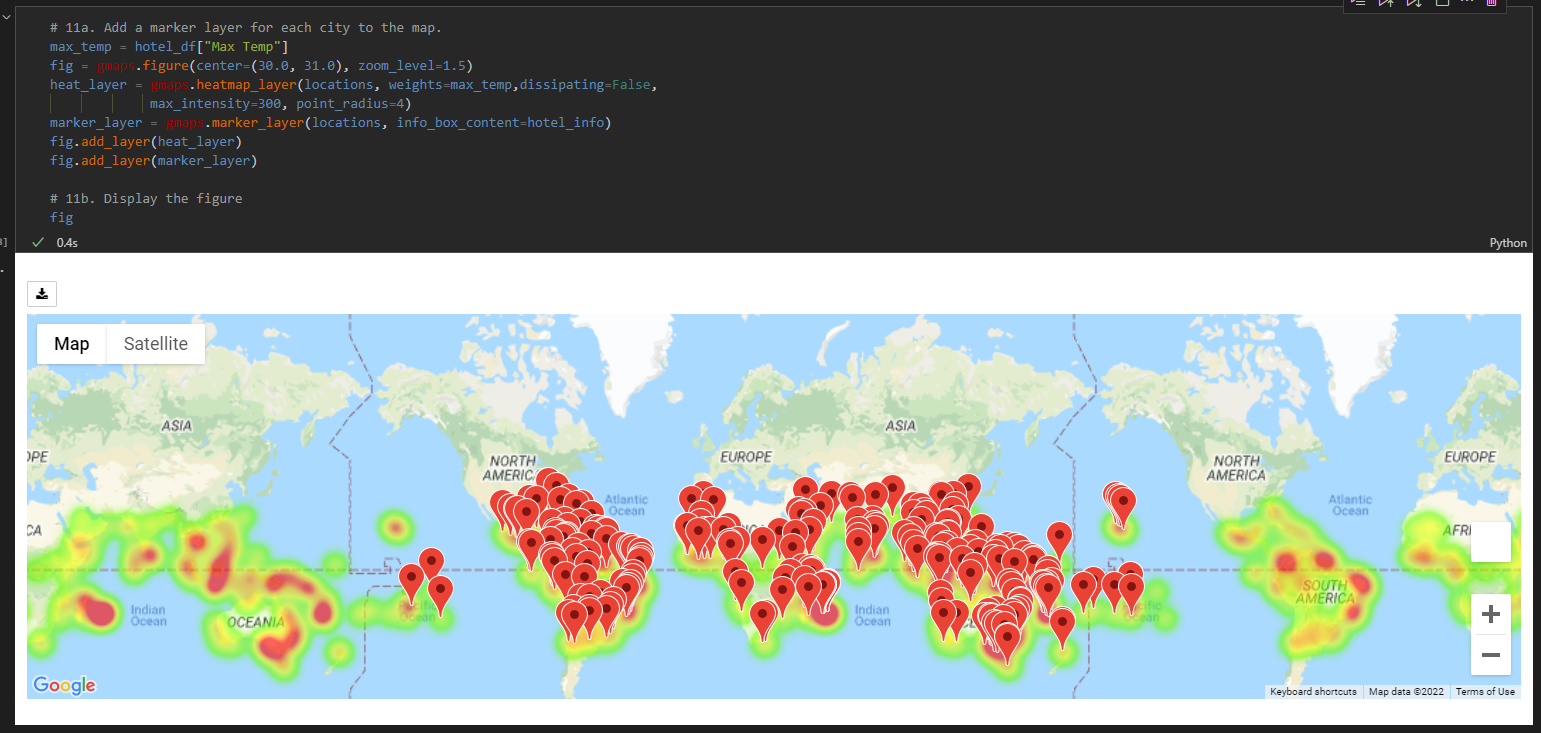 # 11a. Add a marker layer for each city to the map.
max_temp = hotel_df["Max Temp"]
fig = gmaps.figure(center=(30.0, 31.0), zoom_level=1.5)
heat_layer = gmaps.heatmap_layer(locations, weights=max_temp,dissipating=False,
max_intensity=300, point_radius=4)
marker_layer = gmaps.marker_layer(locations, info_box_content=hotel_info)
fig.add_layer(heat_layer)
fig.add_layer(marker_layer)
# 11b. Display the figure
fig
0.4s
Python
Map
Satellite
ASIA
NORTH
AMERIC
EUROPE
ASIA
NORTH
AMERICA
EUROPE
OPE
Atlantic
Ocean
Atlantic
Ocean
CA
AFRI
Indian
Ocean
OCEANIA
Pacific
Ocean
Indian
Ocean
Pacific
Ocean
SOUTH
AMERICA
+
−
Google
Keyboard shortcuts
Map data ©2022
Terms of Use